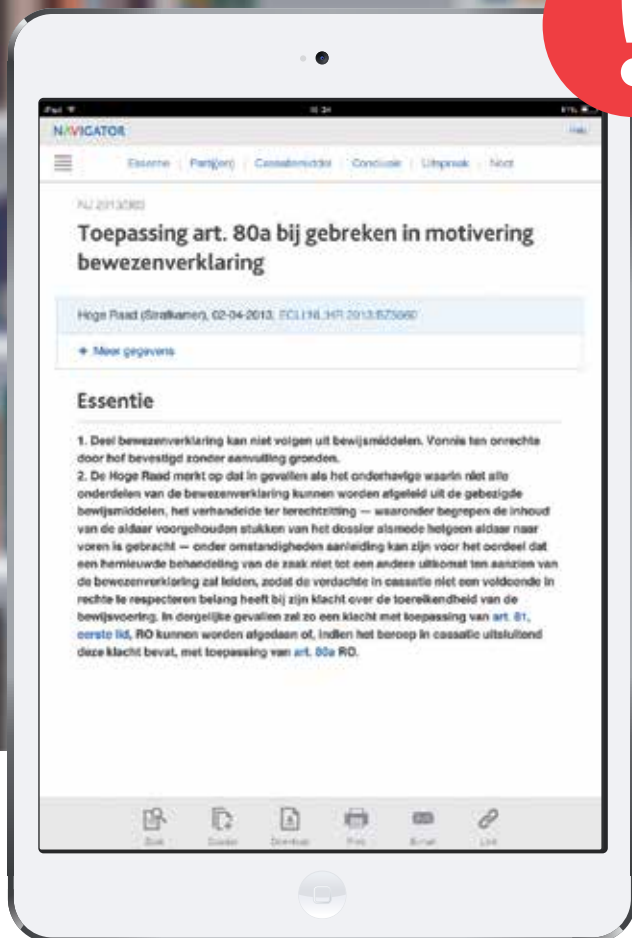 iPad
NAVIGATOR
Help
Essentie Partij(en) Cassatiemiddel Conclusie Uitspraak Noot
Toepassing art. 80a bij gebreken in motivering
bewezenverklaring
Hoge Raad (Strafkamer), 02-04-2013, ECLI:NL:HR:2013:BZ5960
+ Meer gegevens
Essentie
1. Deel bewezenverklaring kan niet volgen uit bewijsmiddelen. Vonnis ten onrechte
door hof bevestigd zonder aanvulling gronden.
2. De Hoge Raad merkt op dat in gevallen als het onderhavige waarin niet alle
onderdelen van de bewezenverklaring kunnen worden afgeleid uit de gebezigde
bewijsmiddelen, het verhandelde ter terechtzitting — waaronder begrepen de inhoud
van de aldaar voorgehouden stukken van het dossier alsmede hetgeen aldaar naar
voren is gebracht — onder omstandigheden aanleiding kan zijn voor het oordeel dat
een hernieuwde behandeling van de zaak niet tot een andere uitkomst ten aanzien van
de bewezenverklaring zal leiden, zodat de verdachte in cassatie niet een voldoende in
rechte te respecteren belang heeft bij zijn klacht over de toereikendheid van de
bewijsvoering. In dergelijke gevallen zal zo een klacht met toepassing van art. 81,
eerste lid, RO kunnen worden afgedaan of, indien het beroep in cassatie uitsluitend
deze klacht bevat, met toepassing van art. 80a RO.
Zoek Dossier Download Print E-mail Link